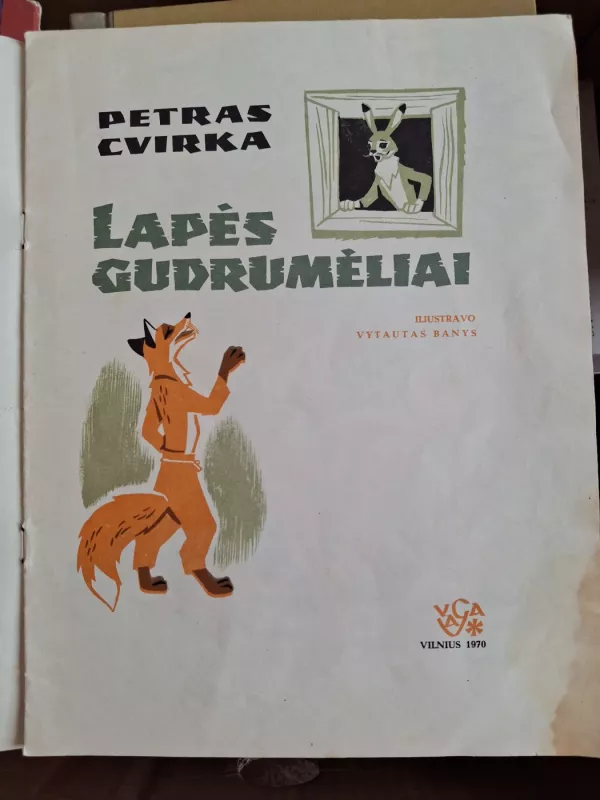 PETRAS
CVIRKA
LAPĖS
GUDRUMĖLIAI
ILIUSTRAVO
VYTAUTAS BANYS
VAGA
VILNIUS 1970